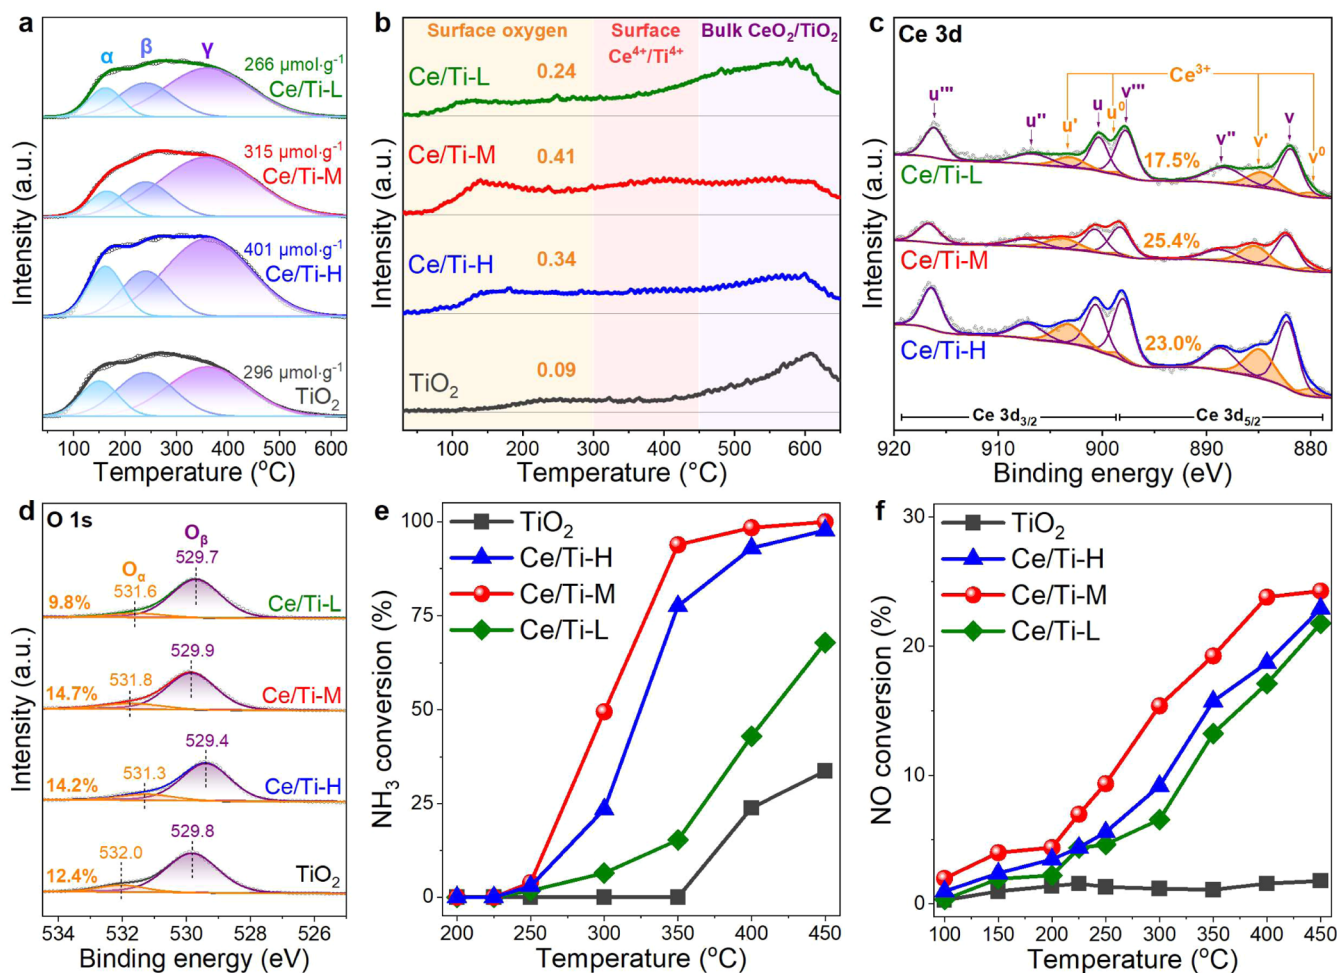 a
α β γ
266 μmol·g⁻¹
Ce/Ti-L
315 μmol·g⁻¹
Ce/Ti-M
401 μmol·g⁻¹
Ce/Ti-H
296 μmol·g⁻¹
TiO₂
Intensity (a.u.)
100 200 300 400 500 600
Temperature (°C)
b
Surface oxygen
Surface
Ce⁴⁺/Ti⁴⁺
Bulk CeO₂/TiO₂
Ce/Ti-L 0.24
Ce/Ti-M 0.41
Ce/Ti-H 0.34
TiO₂ 0.09
Intensity (a.u.)
100 200 300 400 500 600
Temperature (°C)
c
Ce 3d
Ce³⁺
u''' u'' u' u u⁰ v''' v'' v' v v⁰
17.5%
Ce/Ti-L
25.4%
Ce/Ti-M
23.0%
Ce/Ti-H
Ce 3d₃/₂ Ce 3d₅/₂
Intensity (a.u.)
920 910 900 890 880
Binding energy (eV)
d
O 1s
Oβ
529.7
Oα
531.6
9.8% Ce/Ti-L
529.9
531.8
14.7% Ce/Ti-M
529.4
531.3
14.2% Ce/Ti-H
529.8
532.0
12.4% TiO₂
Intensity (a.u.)
534 532 530 528 526
Binding energy (eV)
e
TiO₂
Ce/Ti-H
Ce/Ti-M
Ce/Ti-L
NH₃ conversion (%)
100
75
50
25
0
200 250 300 350 400 450
Temperature (°C)
f
TiO₂
Ce/Ti-H
Ce/Ti-M
Ce/Ti-L
NO conversion (%)
30
20
10
0
100 150 200 250 300 350 400 450
Temperature (°C)